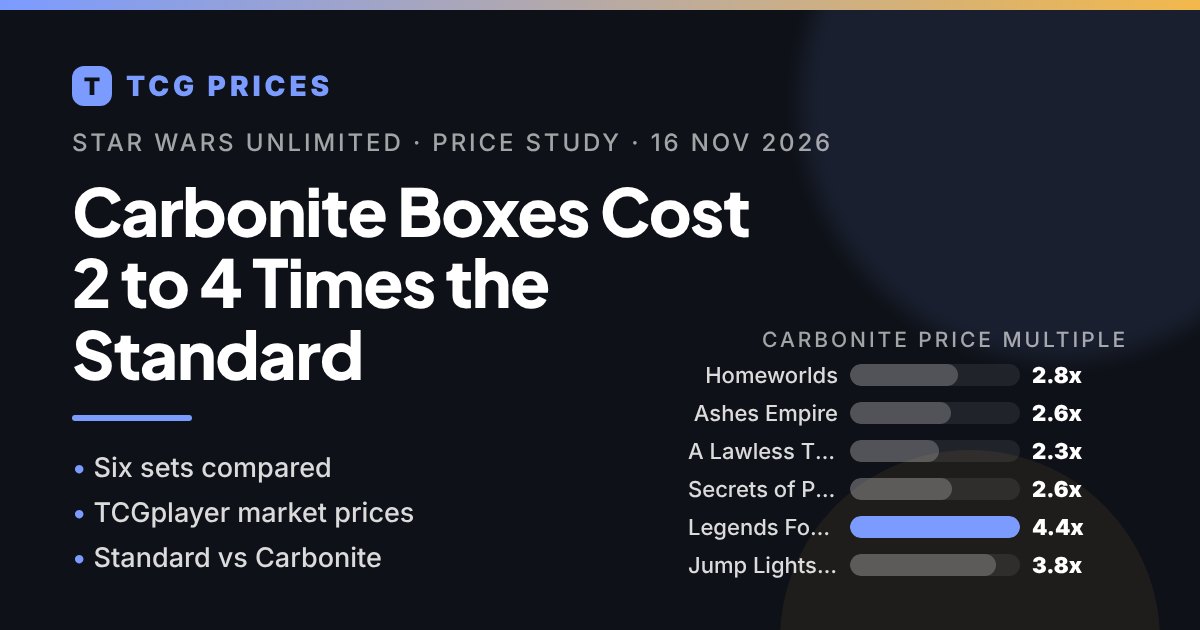 T TCG PRICES
STAR WARS UNLIMITED · PRICE STUDY · 16 NOV 2026
Carbonite Boxes Cost
2 to 4 Times the
Standard
• Six sets compared
• TCGplayer market prices
• Standard vs Carbonite
CARBONITE PRICE MULTIPLE
Homeworlds 2.8x
Ashes Empire 2.6x
A Lawless T... 2.3x
Secrets of P... 2.6x
Legends Fo... 4.4x
Jump Lights... 3.8x